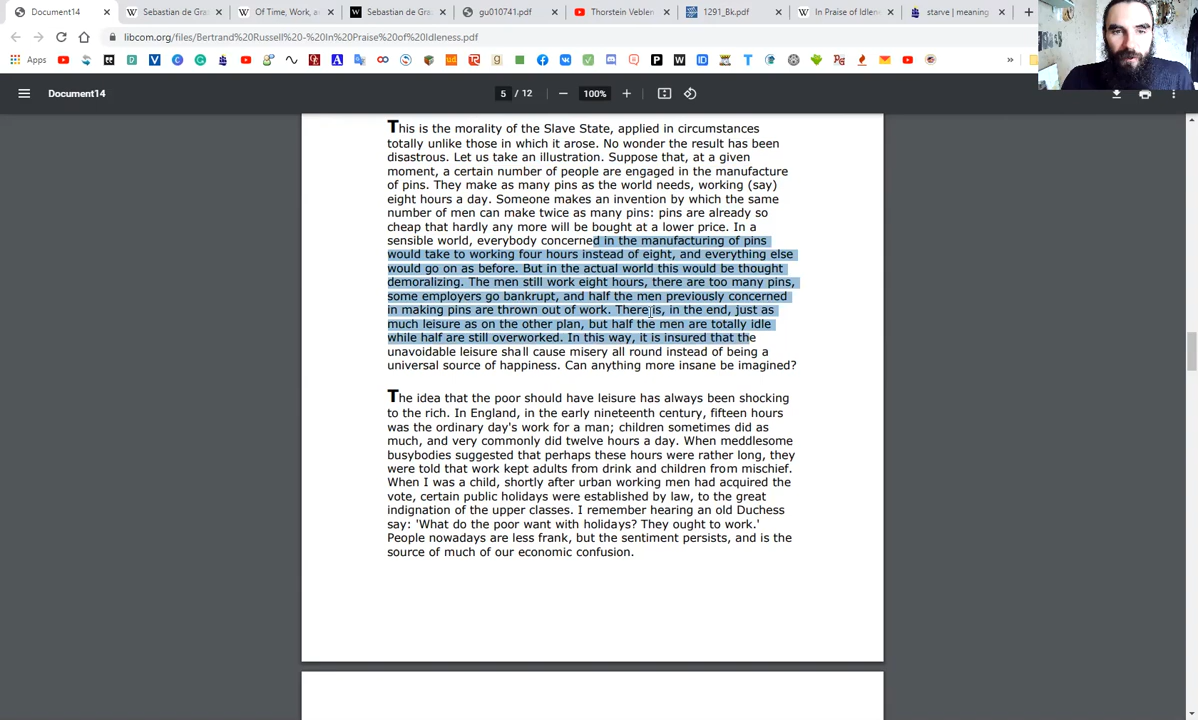 Document14 Sebastian de Gra Of Time, Work, a Sebastian de Gra gu010741.pdf Thorstein Veblen 1291_Bk.pdf In Praise of Idlene starve | meaning
libcom.org/files/Bertrand%20Russell%20-%20In%20Praise%20of%20Idleness.pdf
Apps
Document14 5 / 12 100%
This is the morality of the Slave State, applied in circumstances
totally unlike those in which it arose. No wonder the result has been
disastrous. Let us take an illustration. Suppose that, at a given
moment, a certain number of people are engaged in the manufacture
of pins. They make as many pins as the world needs, working (say)
eight hours a day. Someone makes an invention by which the same
number of men can make twice as many pins: pins are already so
cheap that hardly any more will be bought at a lower price. In a
sensible world, everybody concerned in the manufacturing of pins
would take to working four hours instead of eight, and everything else
would go on as before. But in the actual world this would be thought
demoralizing. The men still work eight hours, there are too many pins,
some employers go bankrupt, and half the men previously concerned
in making pins are thrown out of work. There is, in the end, just as
much leisure as on the other plan, but half the men are totally idle
while half are still overworked. In this way, it is insured that the
unavoidable leisure shall cause misery all round instead of being a
universal source of happiness. Can anything more insane be imagined?
The idea that the poor should have leisure has always been shocking
to the rich. In England, in the early nineteenth century, fifteen hours
was the ordinary day's work for a man; children sometimes did as
much, and very commonly did twelve hours a day. When meddlesome
busybodies suggested that perhaps these hours were rather long, they
were told that work kept adults from drink and children from mischief.
When I was a child, shortly after urban working men had acquired the
vote, certain public holidays were established by law, to the great
indignation of the upper classes. I remember hearing an old Duchess
say: 'What do the poor want with holidays? They ought to work.'
People nowadays are less frank, but the sentiment persists, and is the
source of much of our economic confusion.